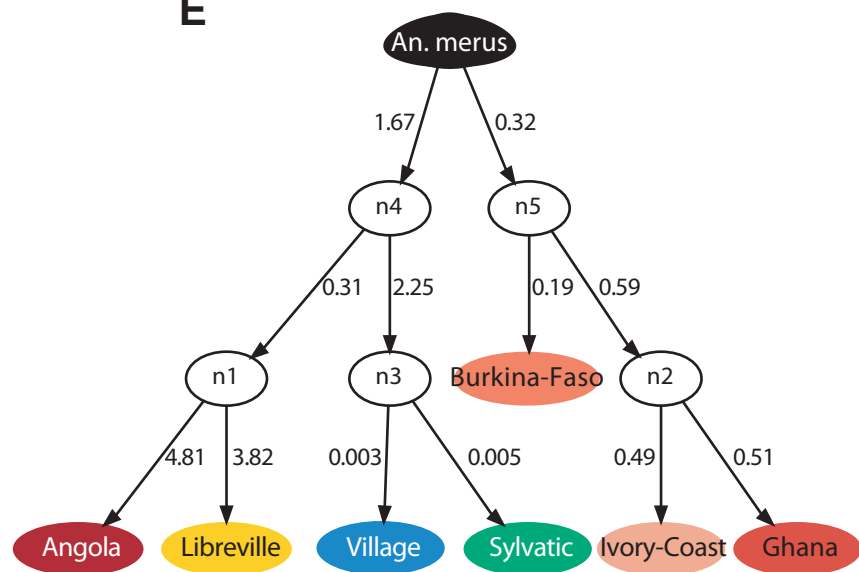 E
An. merus
1.67 0.32
n4 n5
0.31 2.25 0.19 0.59
n1 n3 Burkina-Faso n2
4.81 3.82 0.003 0.005 0.49 0.51
Angola Libreville Village Sylvatic Ivory-Coast Ghana